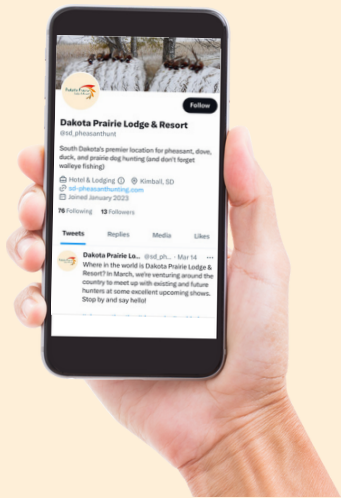 Dakota Prairie
Follow
Dakota Prairie Lodge & Resort
@sd_pheasanthunt
South Dakota's premier location for pheasant, dove,
duck, and prairie dog hunting (and don't forget
walleye fishing)
Hotel & Lodging Kimball, SD
sd-pheasanthunting.com
Joined January 2023
76 Following 13 Followers
Tweets Replies Media Likes
Dakota Prairie Lo... @sd_ph... · Mar 14 ...
Where in the world is Dakota Prairie Lodge &
Resort? In March, we're venturing around the
country to meet up with existing and future
hunters at some excellent upcoming shows.
Stop by and say hello!